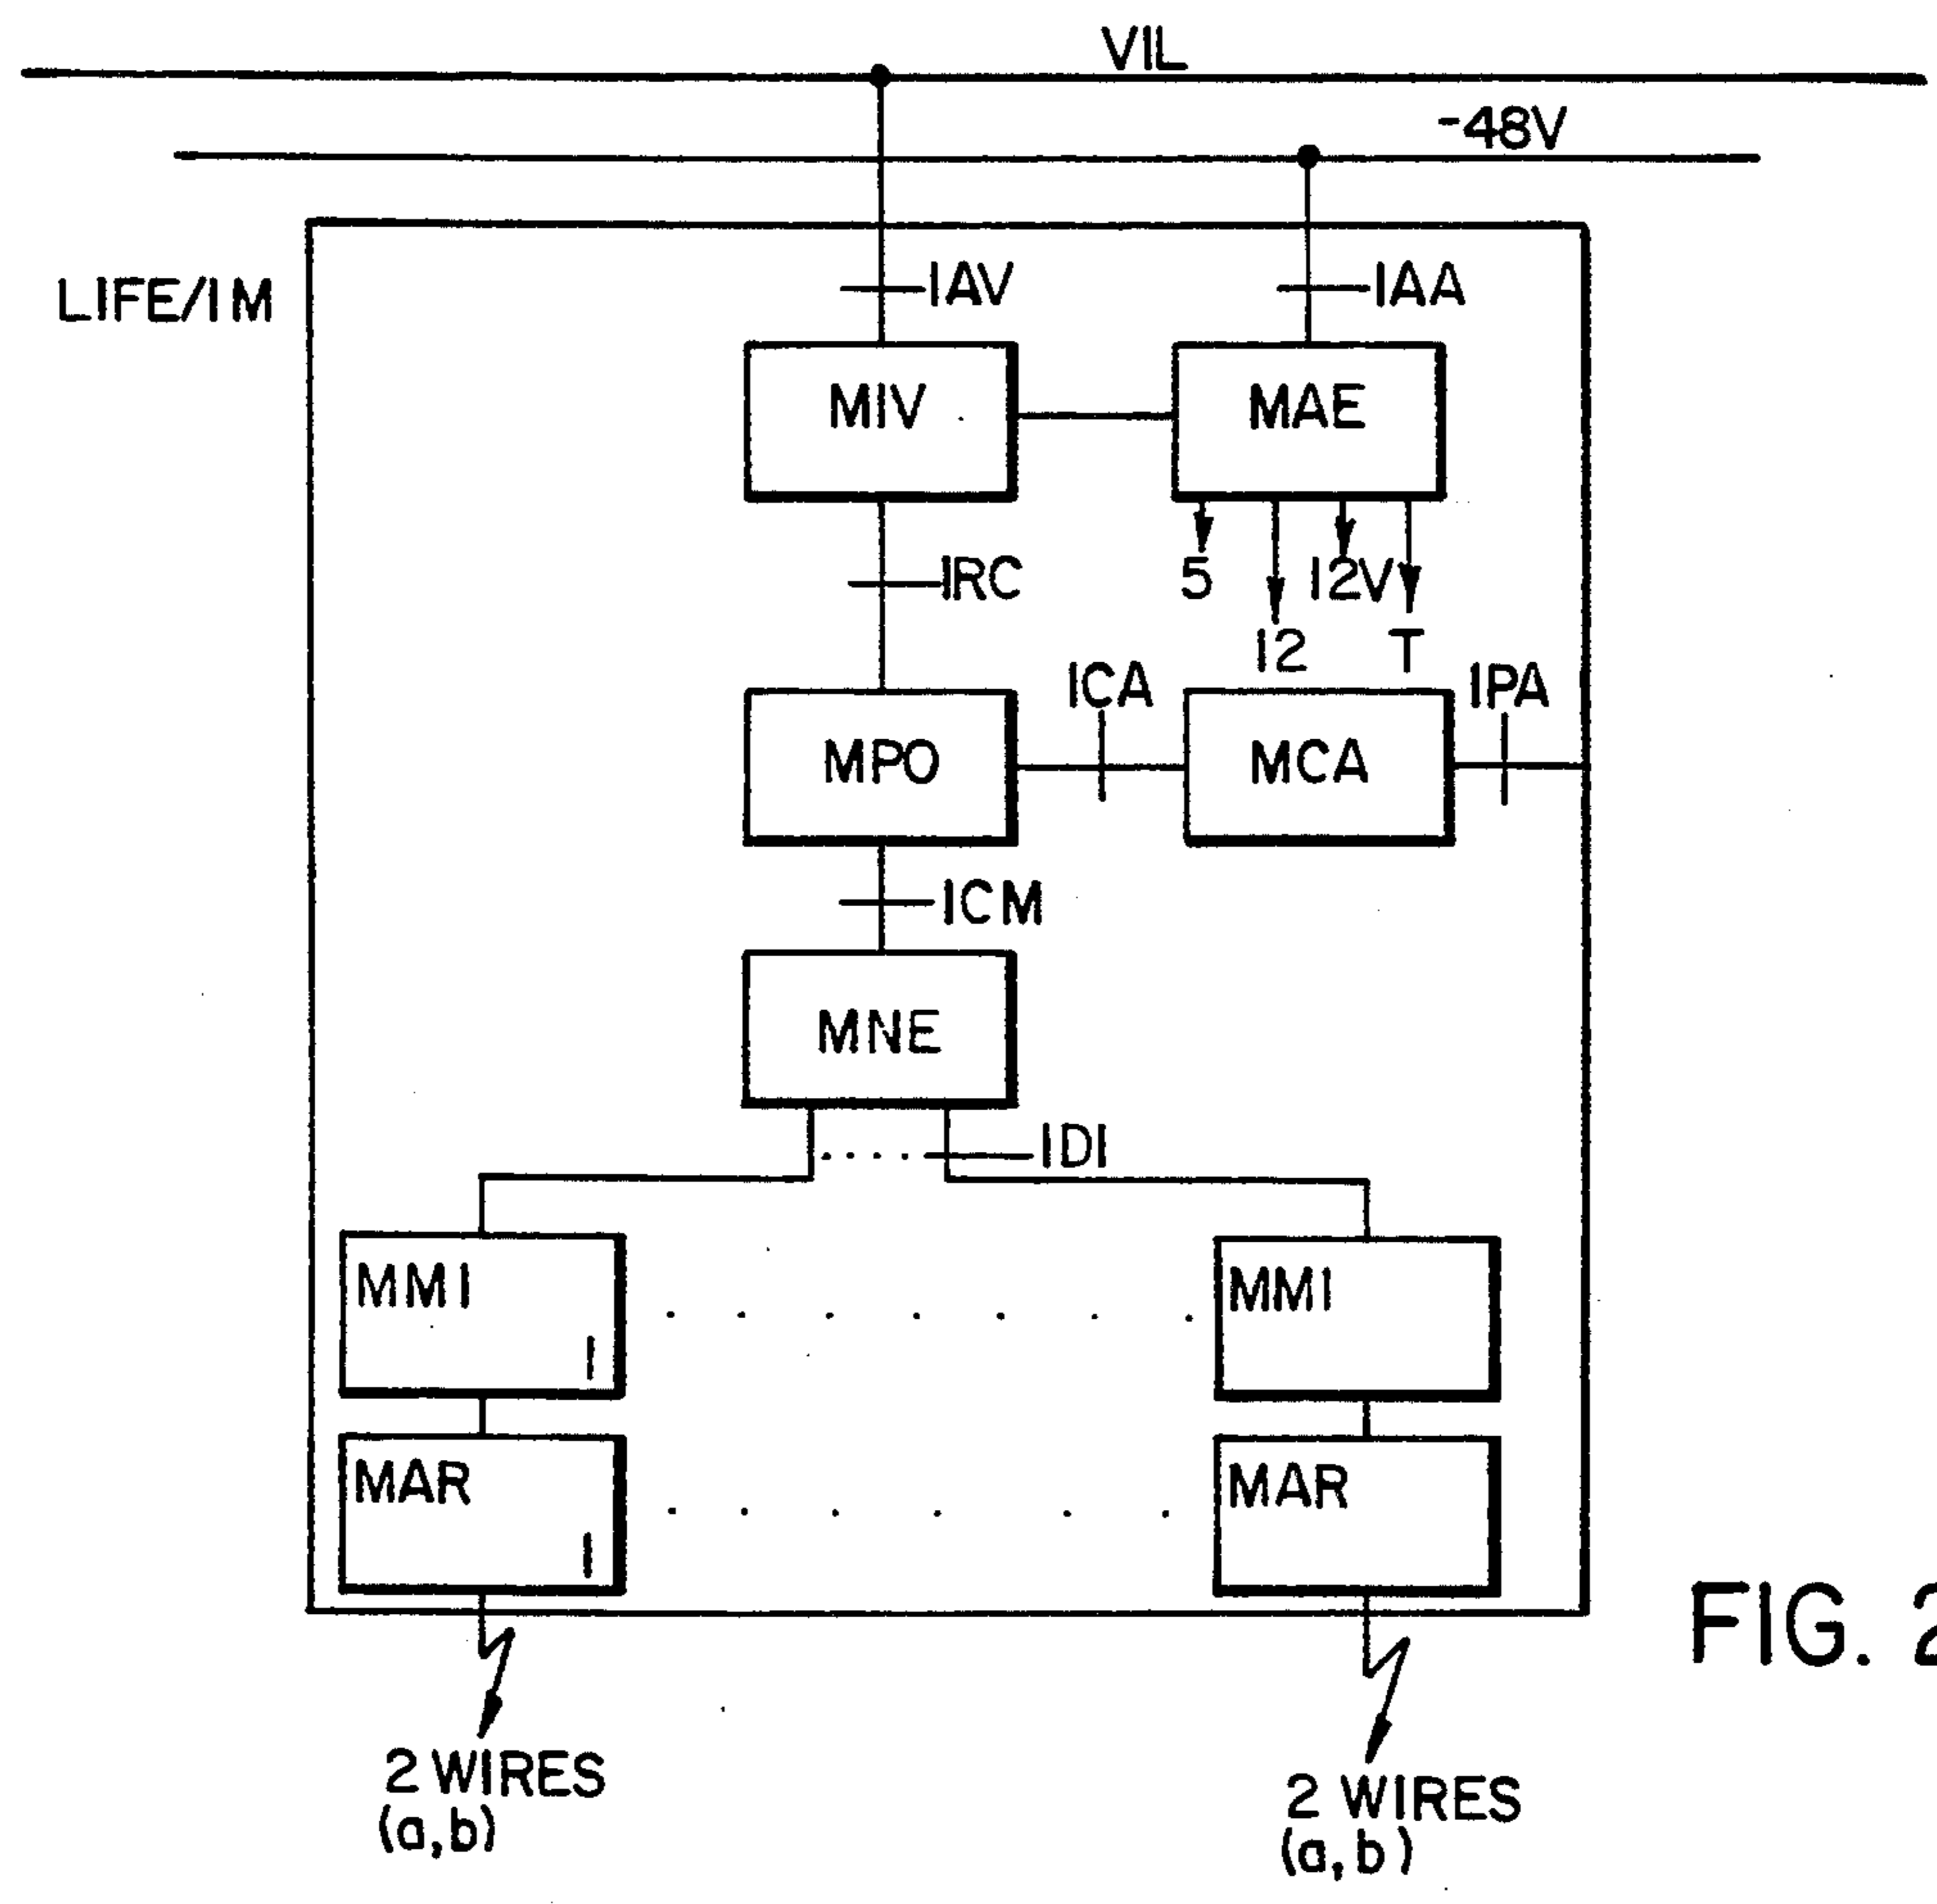 VIL
-48V
LIFE/IM
IAV
IAA
MIV
MAE
IRC
5
12V
12
T
ICA
IPA
MPO
MCA
ICM
MNE
IDI
MMI
1
MMI
MAR
1
MAR
FIG. 2
2 WIRES
(a,b)
2 WIRES
(a,b)